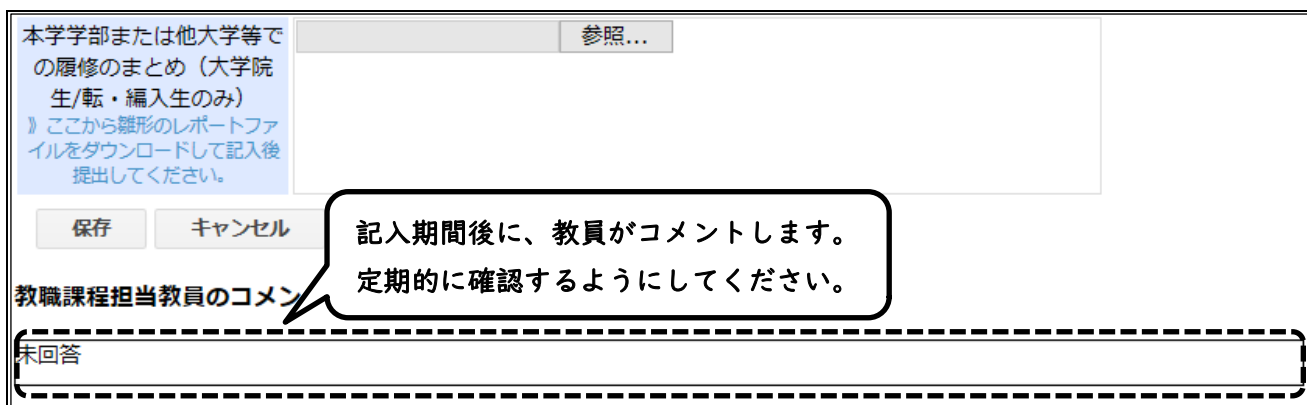 本学学部または他大学等で
の履修のまとめ（大学院
生/転・編入生のみ）
》ここから雛形のレポートファ
イルをダウンロードして記入後
提出してください。
参照...
保存
キャンセル
記入期間後に、教員がコメントします。
定期的に確認するようにしてください。
教職課程担当教員のコメン
未回答